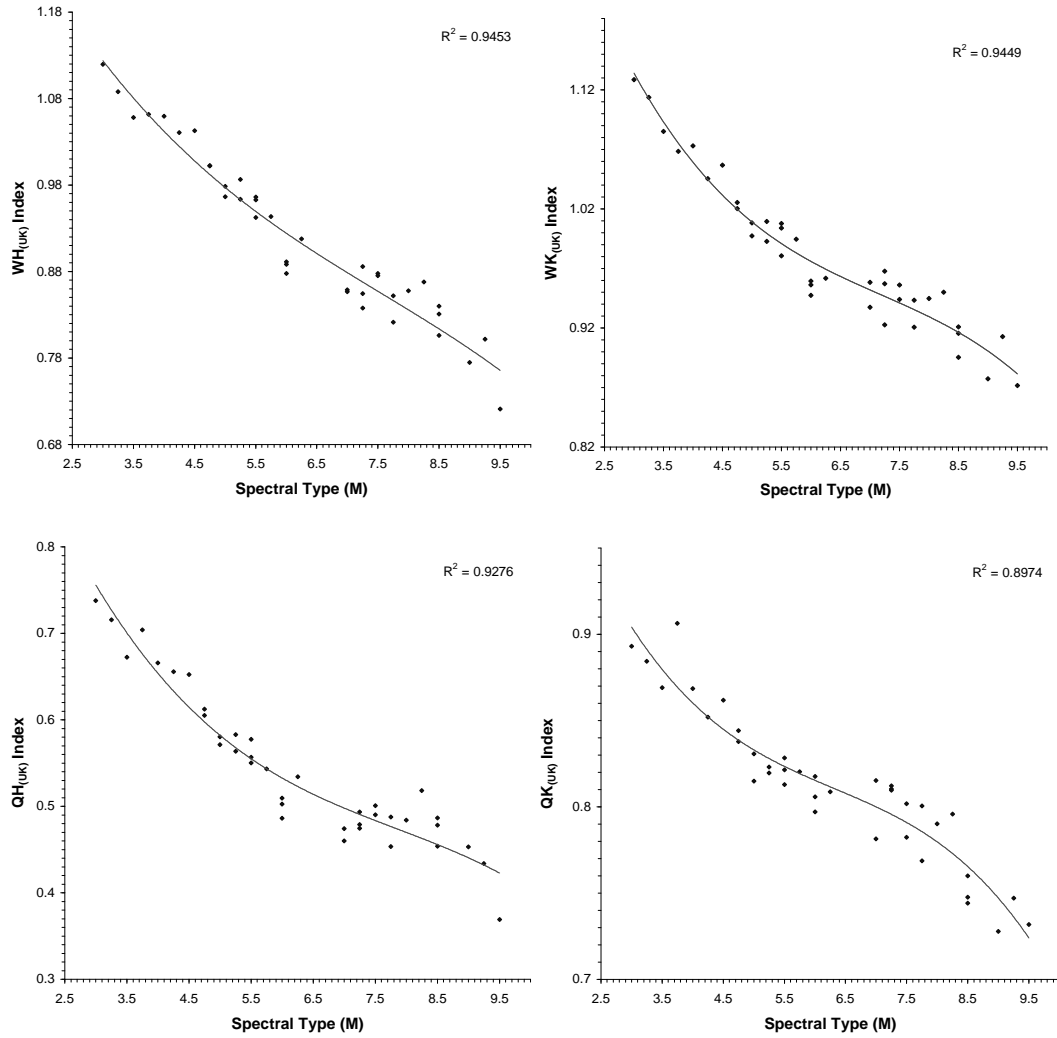 R² = 0.9453
WH(UK) Index
1.18
1.08
0.98
0.88
0.78
0.68
2.5 3.5 4.5 5.5 6.5 7.5 8.5 9.5
Spectral Type (M)
R² = 0.9449
WK(UK) Index
1.12
1.02
0.92
0.82
2.5 3.5 4.5 5.5 6.5 7.5 8.5 9.5
Spectral Type (M)
R² = 0.9276
QH(UK) Index
0.8
0.7
0.6
0.5
0.4
0.3
2.5 3.5 4.5 5.5 6.5 7.5 8.5 9.5
Spectral Type (M)
R² = 0.8974
QK(UK) Index
0.9
0.8
0.7
2.5 3.5 4.5 5.5 6.5 7.5 8.5 9.5
Spectral Type (M)